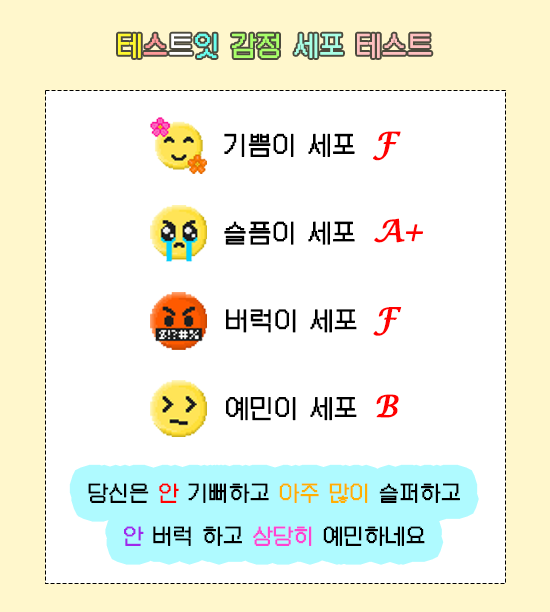 테스트잇 감정 세포 테스트
기쁨이 세포 F
슬픔이 세포 A+
버럭이 세포 F
$!?#%
예민이 세포 B
당신은 안 기뻐하고 아주 많이 슬퍼하고
안 버럭 하고 상당히 예민하네요